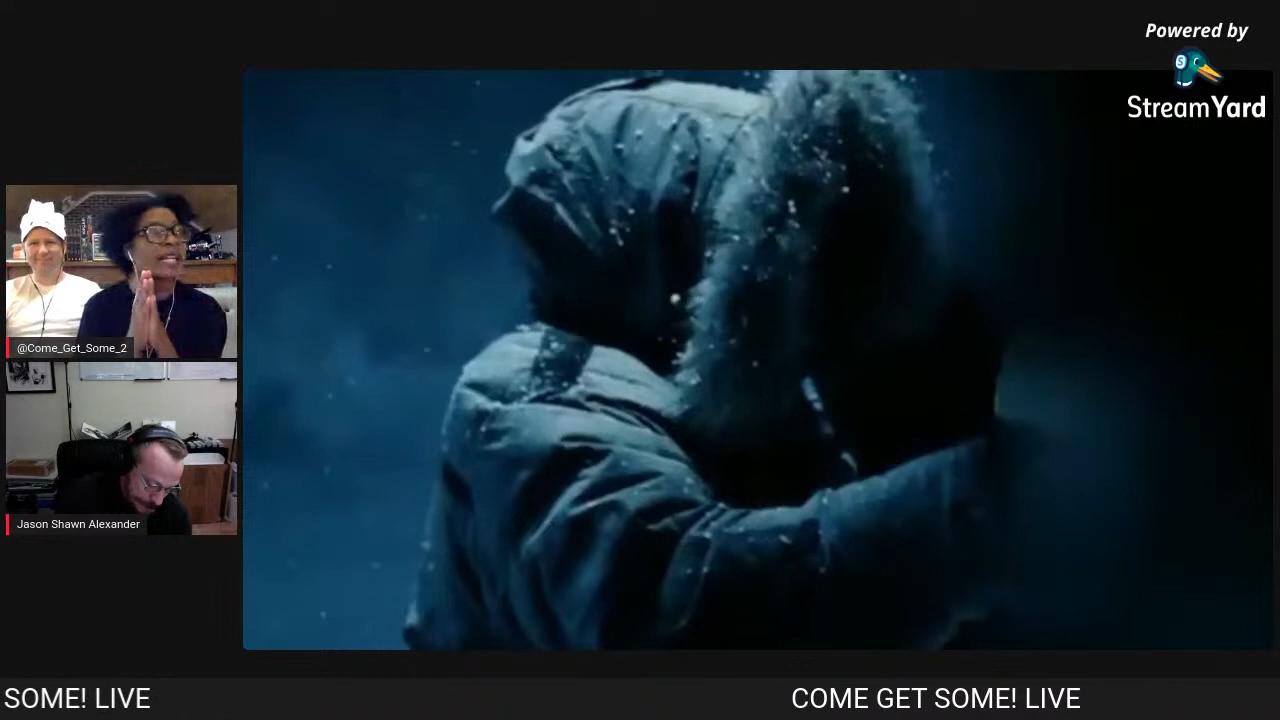 Powered by
StreamYard
@Come_Get_Some_2
Jason Shawn Alexander
SOME! LIVE
COME GET SOME! LIVE